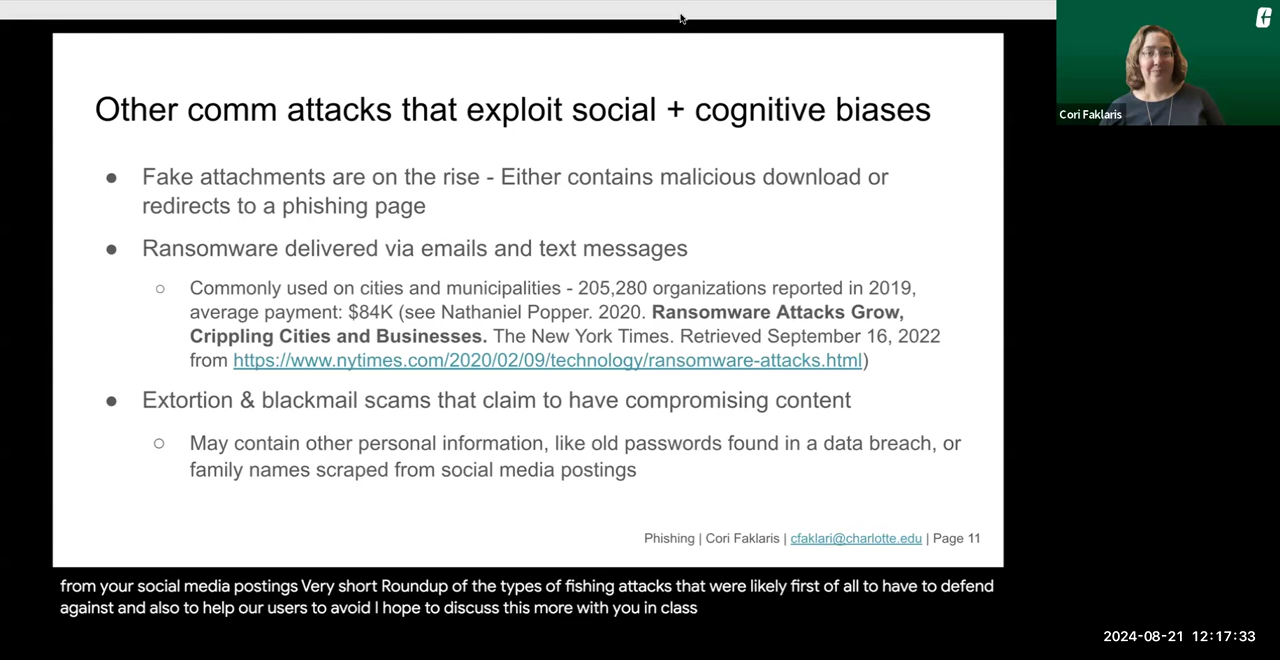 Other comm attacks that exploit social + cognitive biases
● Fake attachments are on the rise - Either contains malicious download or
redirects to a phishing page
● Ransomware delivered via emails and text messages
○ Commonly used on cities and municipalities - 205,280 organizations reported in 2019,
average payment: $84K (see Nathaniel Popper. 2020. Ransomware Attacks Grow,
Crippling Cities and Businesses. The New York Times. Retrieved September 16, 2022
from https://www.nytimes.com/2020/02/09/technology/ransomware-attacks.html)
● Extortion & blackmail scams that claim to have compromising content
○ May contain other personal information, like old passwords found in a data breach, or
family names scraped from social media postings
Phishing | Cori Faklaris | cfaklari@charlotte.edu | Page 11
Cori Faklaris
from your social media postings Very short Roundup of the types of fishing attacks that were likely first of all to have to defend
against and also to help our users to avoid I hope to discuss this more with you in class
2024-08-21 12:17:33